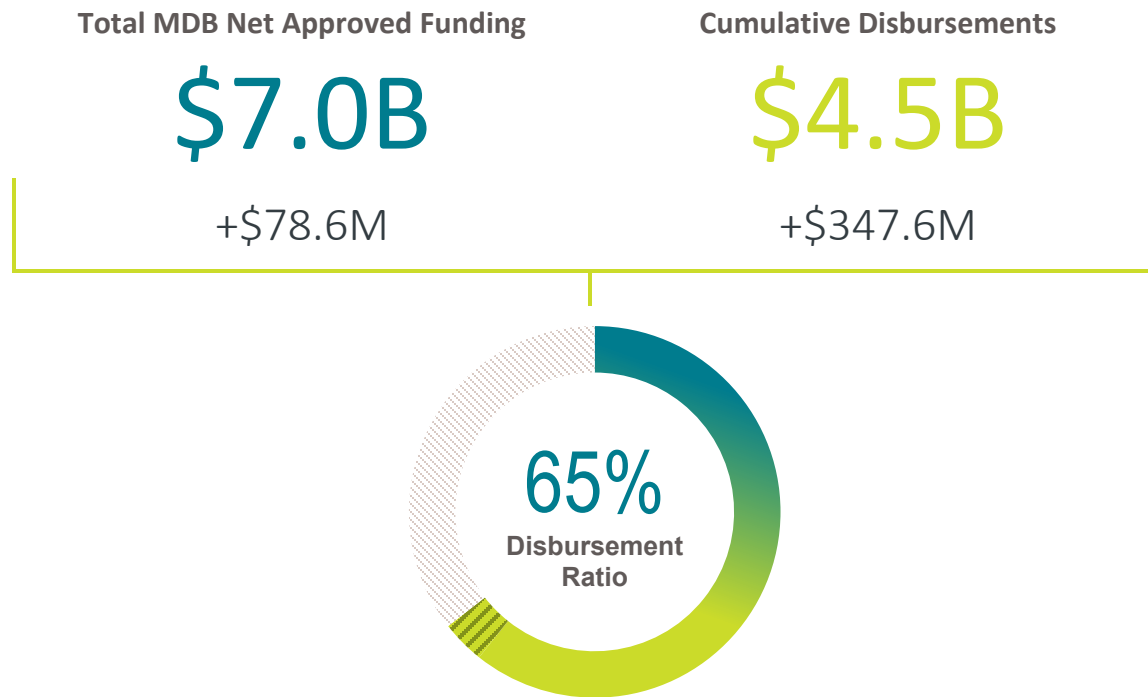 Total MDB Net Approved Funding
$7.0B
+$78.6M
Cumulative Disbursements
$4.5B
+$347.6M
65%
Disbursement
Ratio